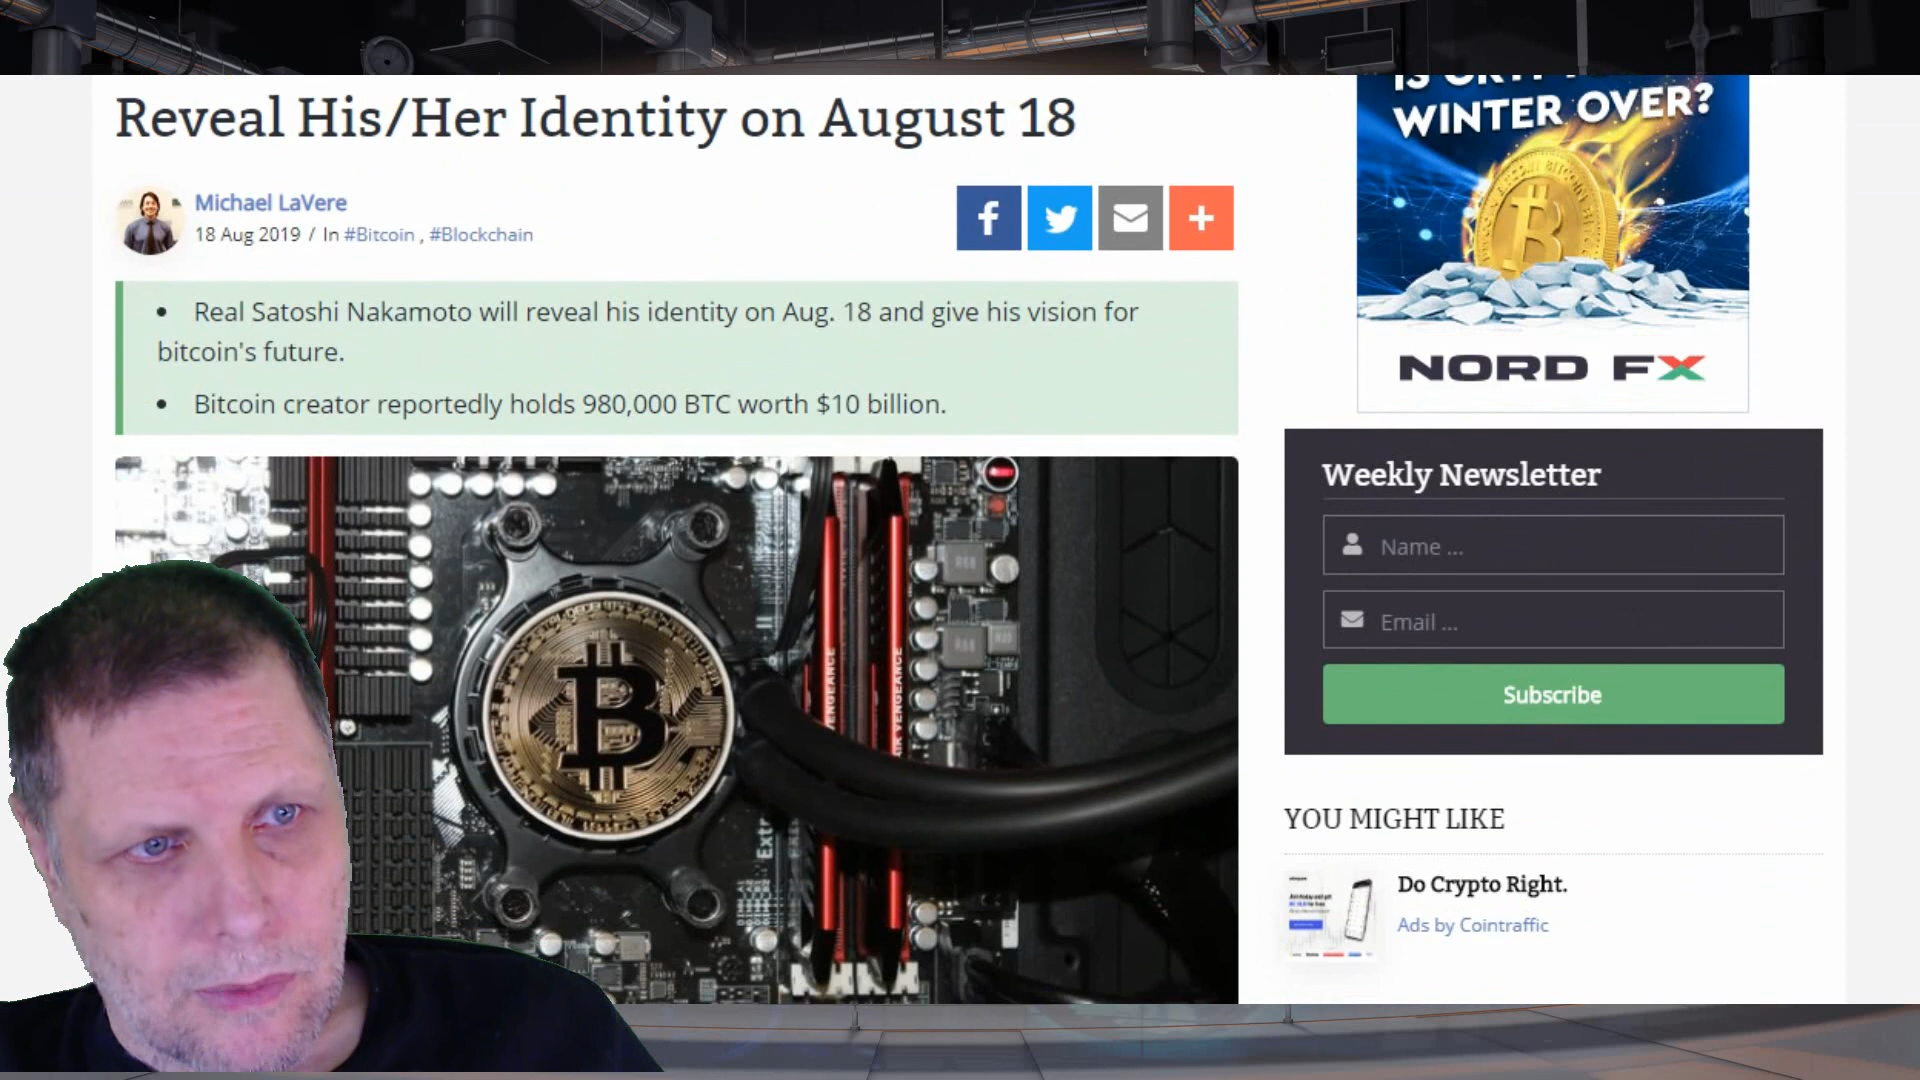 Reveal His/Her Identity on August 18
Michael LaVere
18 Aug 2019 / In #Bitcoin , #Blockchain
• Real Satoshi Nakamoto will reveal his identity on Aug. 18 and give his vision for
bitcoin's future.
• Bitcoin creator reportedly holds 980,000 BTC worth $10 billion.
VENGEANCE
VENGEANCE
WINTER OVER?
NORD FX
Weekly Newsletter
Name ...
Email ...
Subscribe
YOU MIGHT LIKE
Do Crypto Right.
Ads by Cointraffic